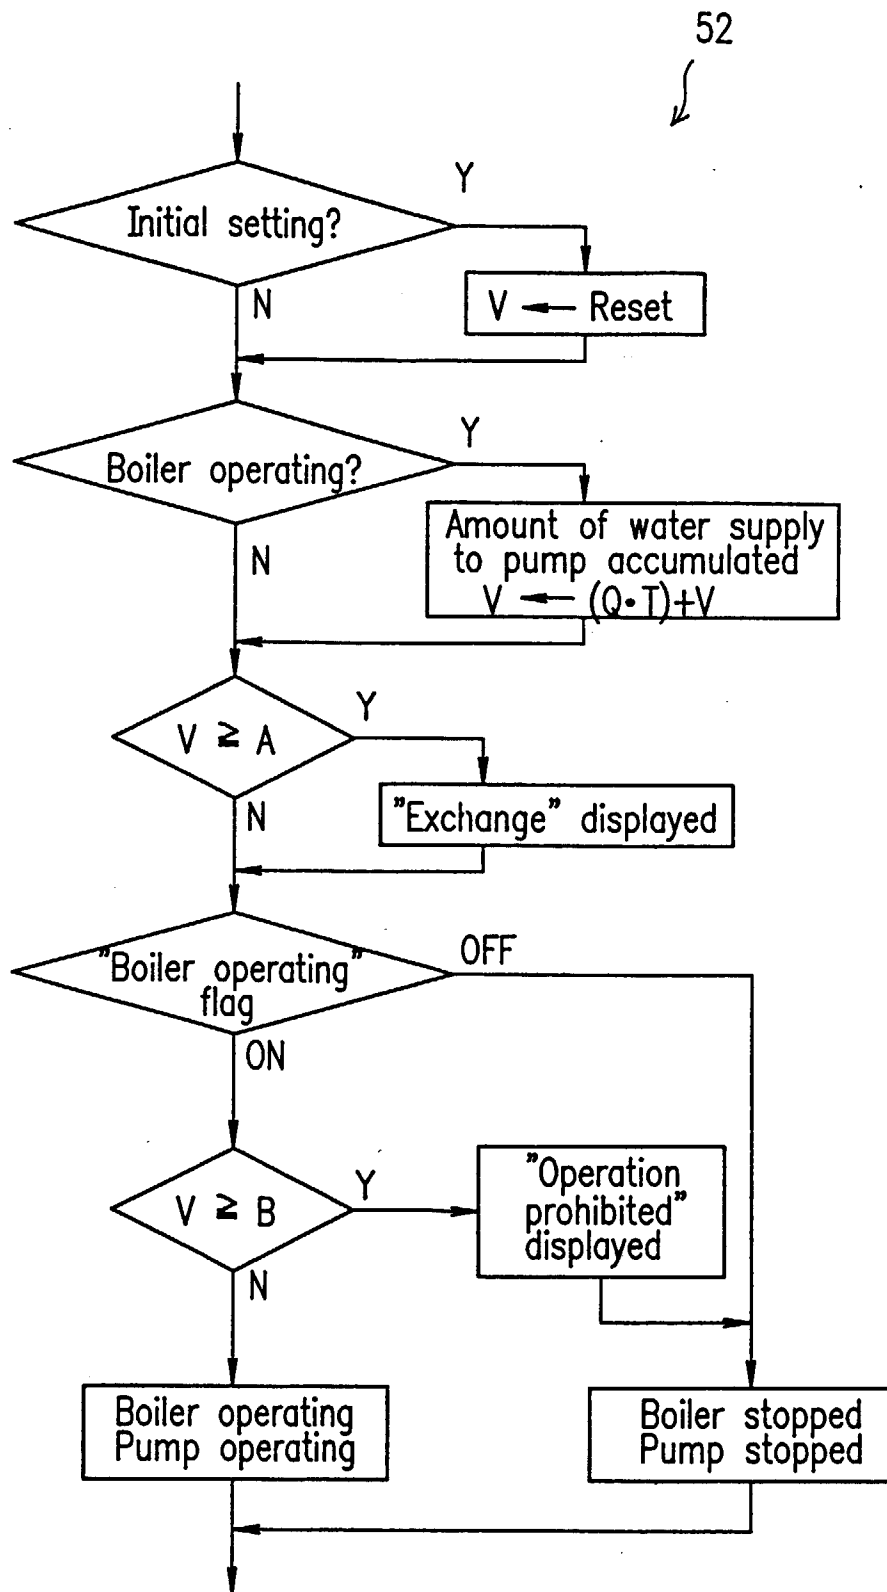 52
Y
Initial setting?
N
V ← Reset
Y
Boiler operating?
N
Amount of water supply
to pump accumulated
V ← (Q•T)+V
Y
V ≧ A
N
"Exchange" displayed
"Boiler operating"
flag
OFF
ON
V ≧ B
Y
N
"Operation
prohibited"
displayed
Boiler operating
Pump operating
Boiler stopped
Pump stopped